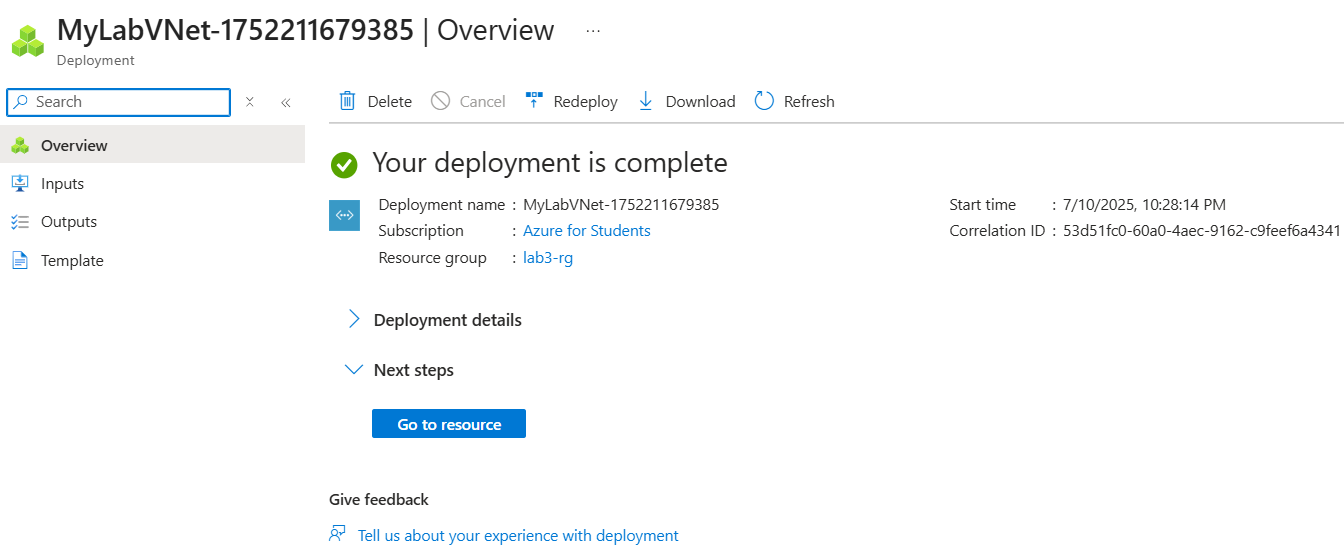 MyLabVNet-1752211679385 | Overview ...
Deployment
Search
Delete Cancel Redeploy Download Refresh
Overview
Inputs
Outputs
Template
Your deployment is complete
Deployment name : MyLabVNet-1752211679385
Subscription : Azure for Students
Resource group : lab3-rg
Start time : 7/10/2025, 10:28:14 PM
Correlation ID : 53d51fc0-60a0-4aec-9162-c9feef6a4341
Deployment details
Next steps
Go to resource
Give feedback
Tell us about your experience with deployment